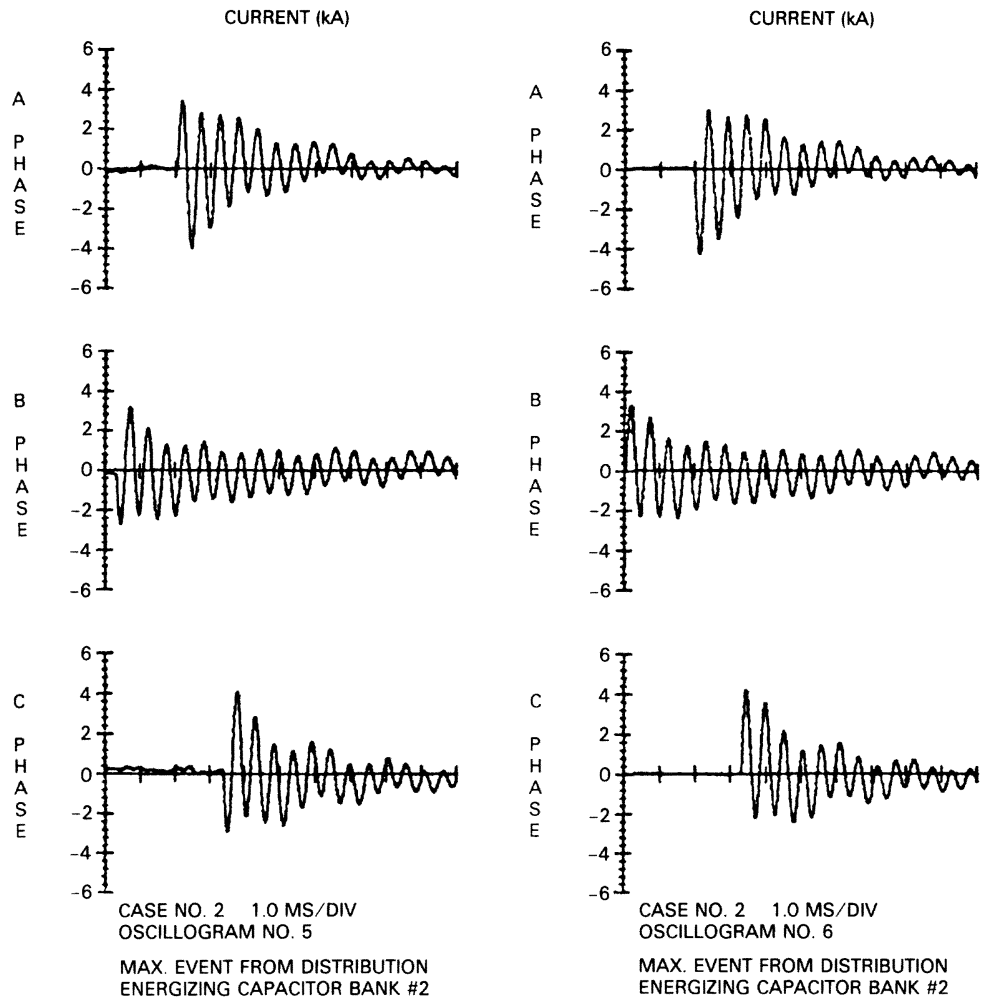 CURRENT (kA)
6
4
2
0
-2
-4
-6
A PHASE
6
4
2
0
-2
-4
-6
B PHASE
6
4
2
0
-2
-4
-6
C PHASE
CASE NO. 2 1.0 MS/DIV
OSCILLOGRAM NO. 5
MAX. EVENT FROM DISTRIBUTION
ENERGIZING CAPACITOR BANK #2
CURRENT (kA)
6
4
2
0
-2
-4
-6
A PHASE
6
4
2
0
-2
-4
-6
B PHASE
6
4
2
0
-2
-4
-6
C PHASE
CASE NO. 2 1.0 MS/DIV
OSCILLOGRAM NO. 6
MAX. EVENT FROM DISTRIBUTION
ENERGIZING CAPACITOR BANK #2